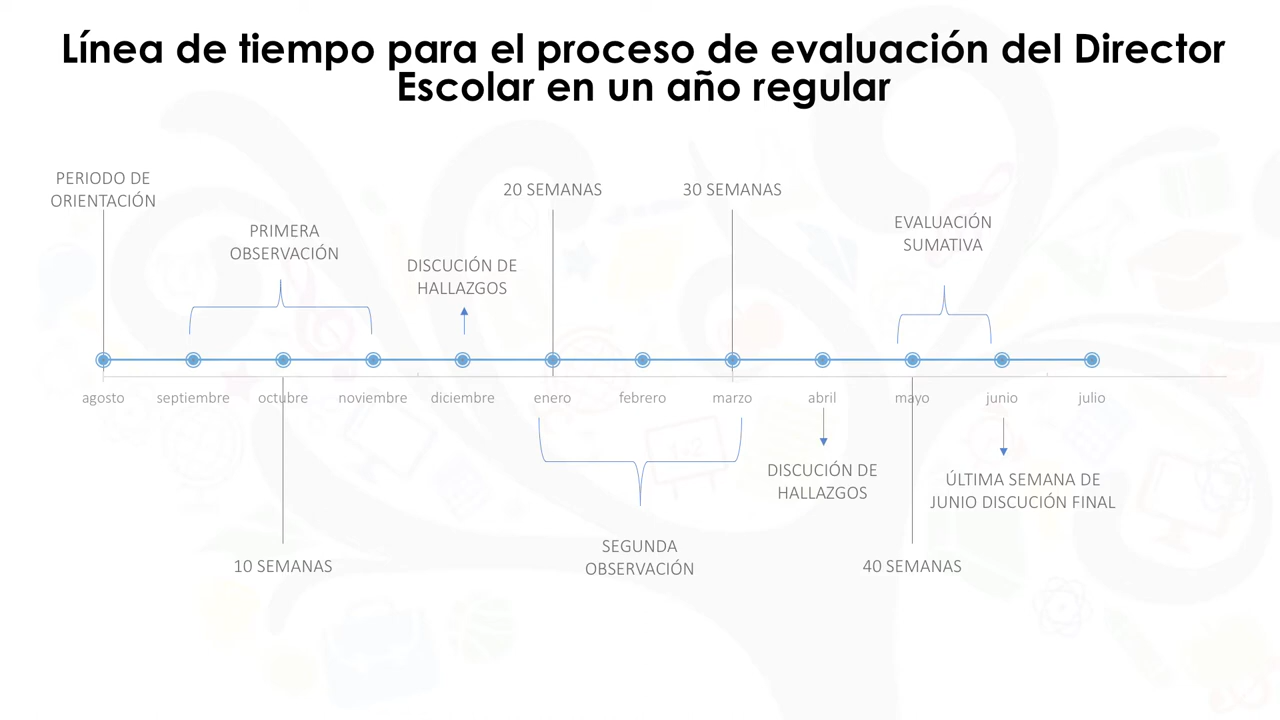 Línea de tiempo para el proceso de evaluación del Director
Escolar en un año regular
PERIODO DE
ORIENTACIÓN
PRIMERA
OBSERVACIÓN
DISCUCIÓN DE
HALLAZGOS
20 SEMANAS
30 SEMANAS
EVALUACIÓN
SUMATIVA
agosto
septiembre
octubre
noviembre
diciembre
enero
febrero
marzo
abril
mayo
junio
julio
10 SEMANAS
SEGUNDA
OBSERVACIÓN
DISCUCIÓN DE
HALLAZGOS
40 SEMANAS
ÚLTIMA SEMANA DE
JUNIO DISCUCIÓN FINAL